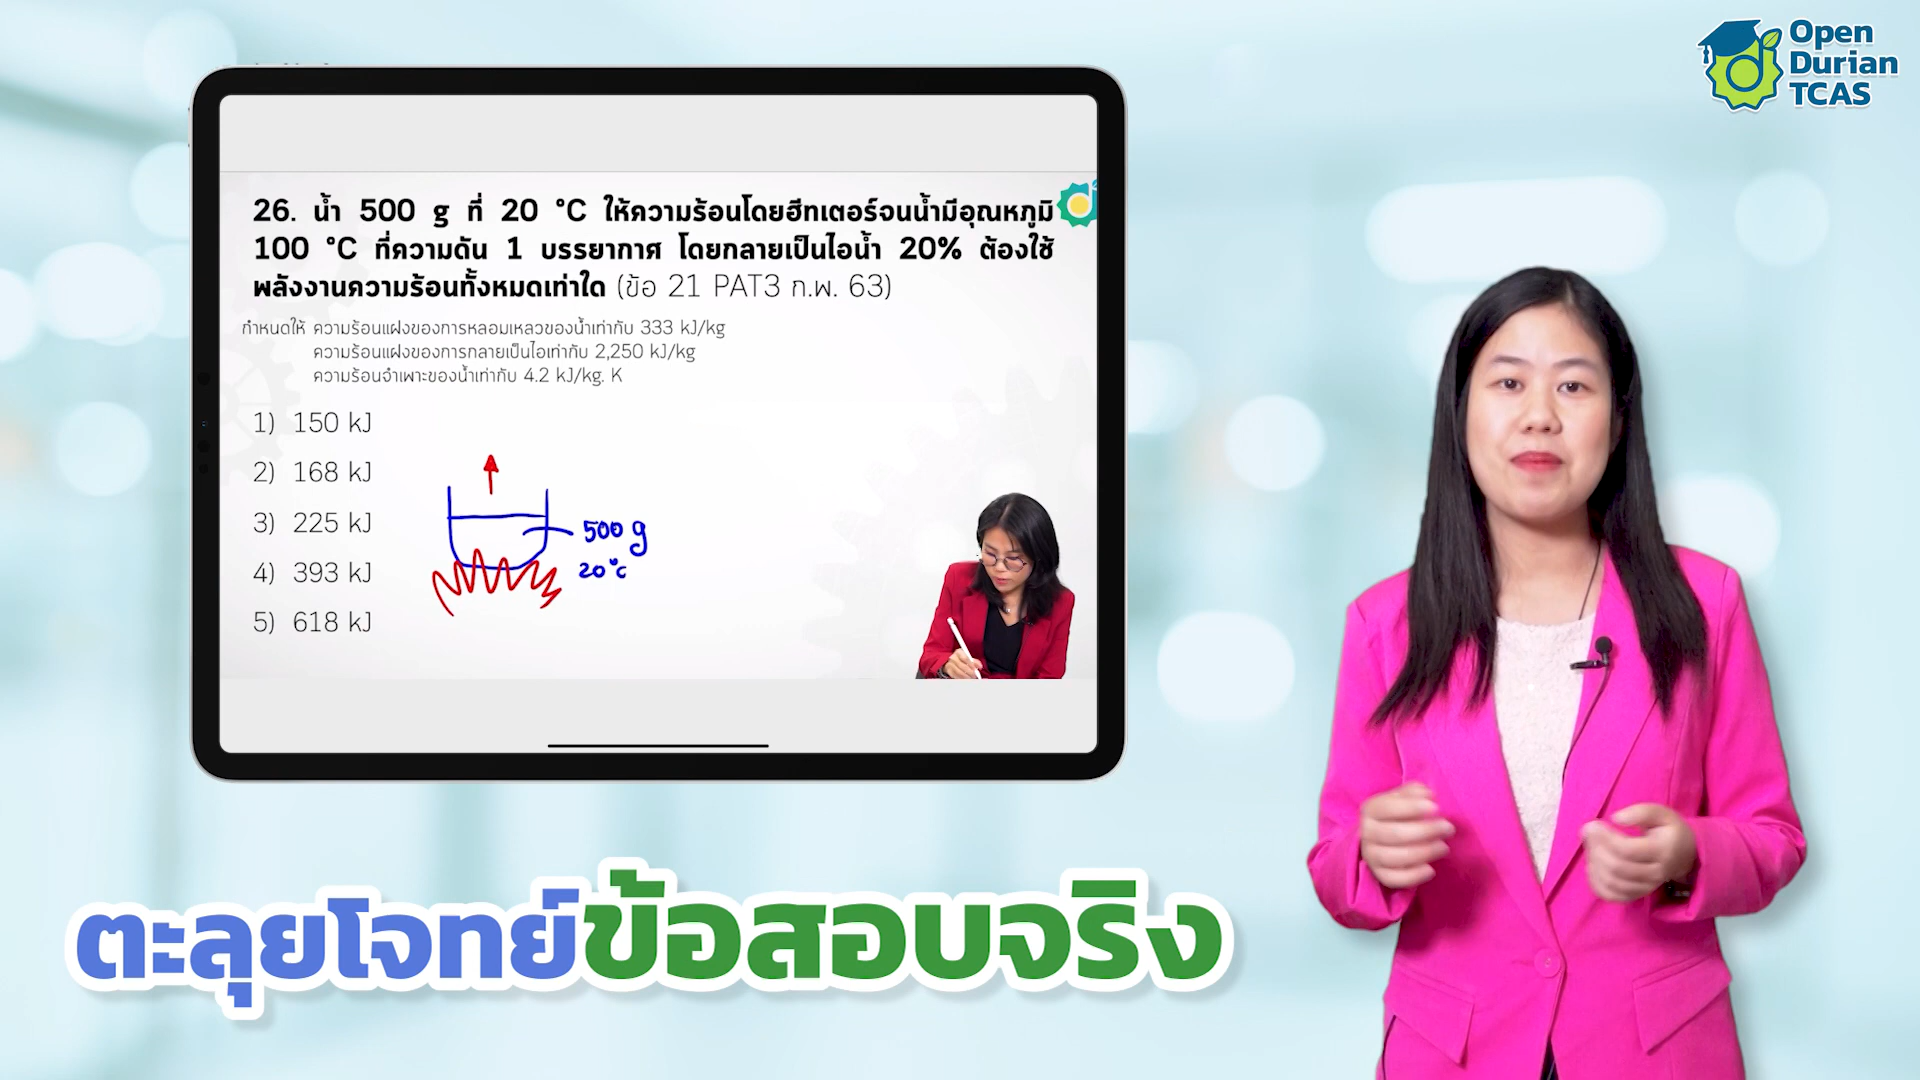 Open
Durian
TCAS
26. น้ำ 500 g ที่ 20 °C ให้ความร้อนโดยฮีทเตอร์จนน้ำมีอุณหภูมิ
100 °C ที่ความดัน 1 บรรยากาศ โดยกลายเป็นไอน้ำ 20% ต้องใช้
พลังงานความร้อนทั้งหมดเท่าใด (ข้อ 21 PAT3 ก.พ. 63)
กำหนดให้ ความร้อนแฝงของการหลอมเหลวของน้ำเท่ากับ 333 kJ/kg
ความร้อนแฝงของการกลายเป็นไอเท่ากับ 2,250 kJ/kg
ความร้อนจำเพาะของน้ำเท่ากับ 4.2 kJ/kg. K
1) 150 kJ
2) 168 kJ
3) 225 kJ
4) 393 kJ
5) 618 kJ
500 g
20°c
ตะลุยโจทย์ข้อสอบจริง